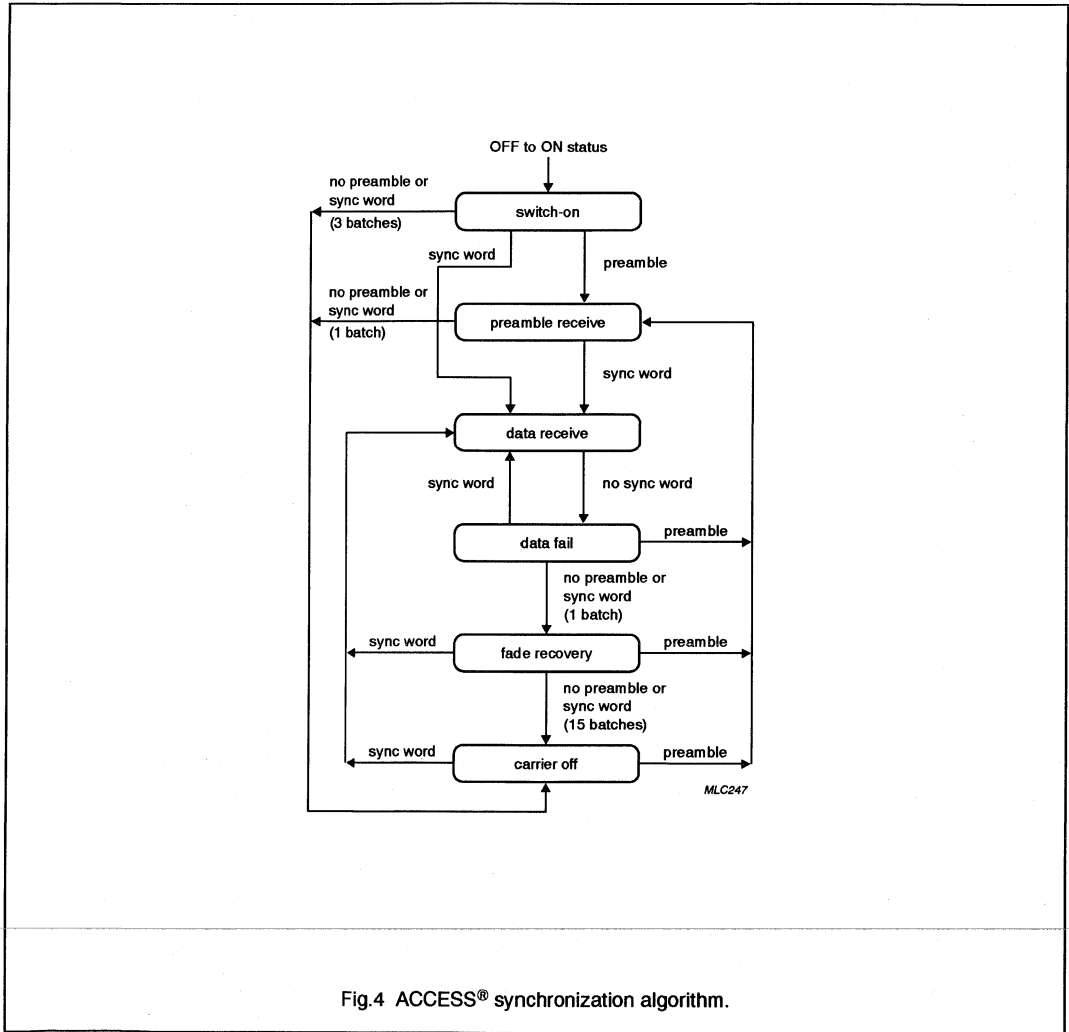 OFF to ON status
no preamble or
sync word
(3 batches)
switch-on
sync word
preamble
no preamble or
sync word
(1 batch)
preamble receive
sync word
data receive
sync word
no sync word
data fail
preamble
no preamble or
sync word
(1 batch)
sync word
fade recovery
preamble
no preamble or
sync word
(15 batches)
sync word
carrier off
preamble
MLC247
Fig.4 ACCESS® synchronization algorithm.